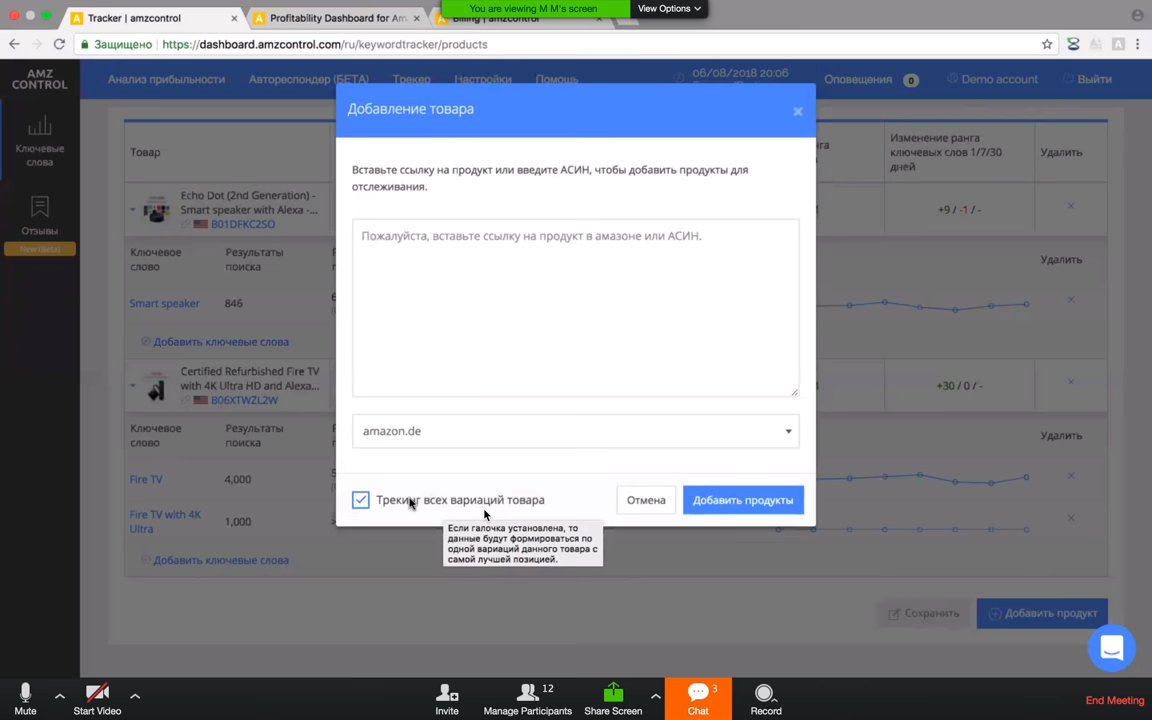 You are viewing M M's screen
View Options
Tracker | amzcontrol
Profitability Dashboard for Am
Billing | amzcontrol
Защищено
https://dashboard.amzcontrol.com/ru/keywordtracker/products
AMZ
CONTROL
Анализ прибыльности
Автореспондер (БЕТА)
Трекер
Настройки
Помощь
06/08/2018 20:06
Оповещения
0
Demo account
Выйти
Ключевые
слова
Отзывы
New (Beta)
Добавление товара
×
Вставьте ссылку на продукт или введите АСИН, чтобы добавить продукты для
отслеживания.
Пожалуйста, вставьте ссылку на продукт в амазоне или АСИН.
amazon.de
Трекинг всех вариаций товара
Отмена
Добавить продукты
Если галочка установлена, то
данные будут формироваться по
одной вариаций данного товара с
самой лучшей позицией.
Товар
Изменение ранга
ключевых слов 1/7/30
дней
Удалить
Echo Dot (2nd Generation) -
Smart speaker with Alexa -...
B01DFKC2SO
+9 / -1 / -
Ключевое
слово
Результаты
поиска
Удалить
Smart speaker
846
Добавить ключевые слова
Certified Refurbished Fire TV
with 4K Ultra HD and Alexa...
B06XTWZL2W
+30 / 0 / -
Ключевое
слово
Результаты
поиска
Удалить
Fire TV
4,000
Fire TV with 4K
Ultra
1,000
Добавить ключевые слова
Сохранить
Добавить продукт
Mute
Start Video
Invite
12
Manage Participants
Share Screen
3
Chat
Record
End Meeting